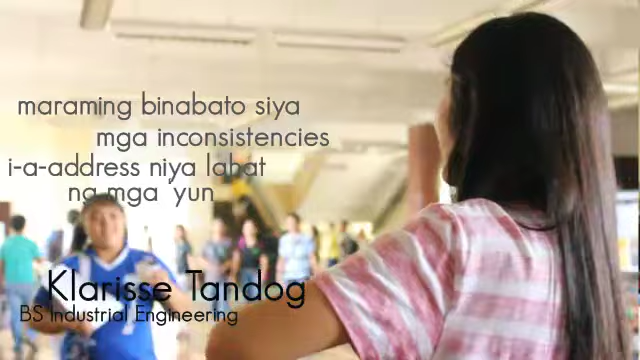 maraming binabato siya
mga inconsistencies
i-a-address niya lahat
ng mga 'yun
Klarisse Tandog
BS Industrial Engineering